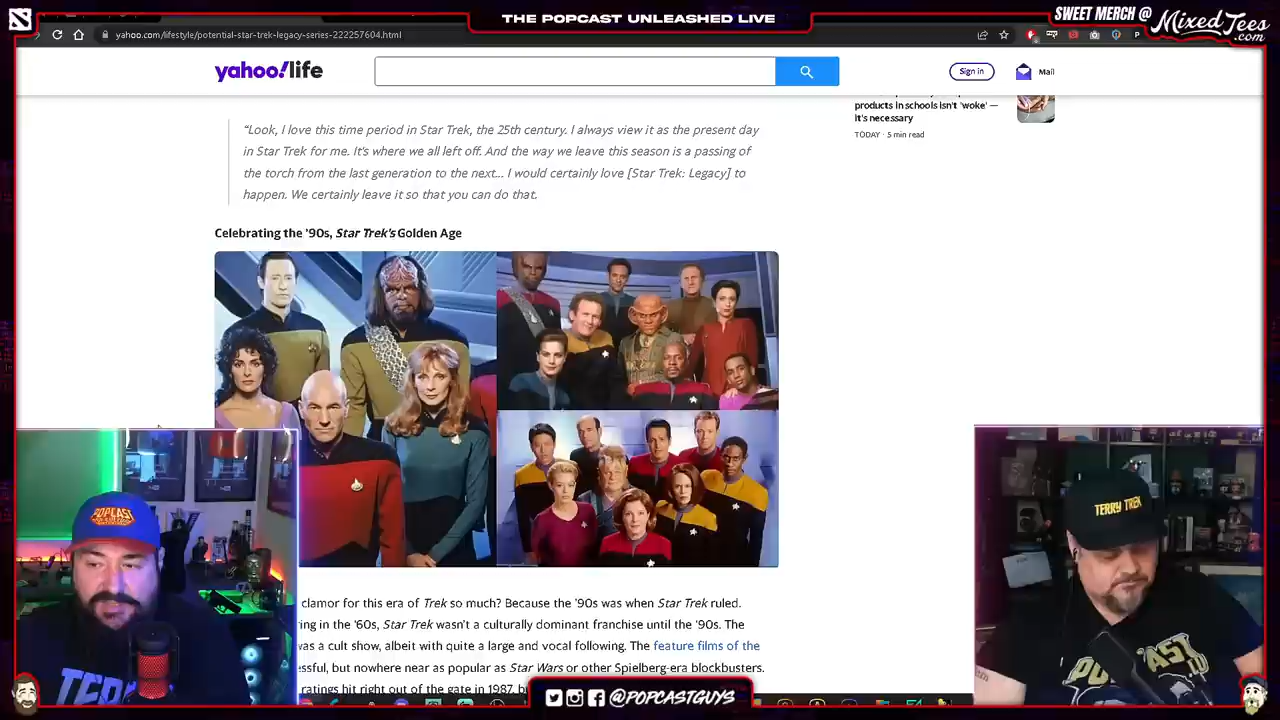 THE POPCAST UNLEASHED LIVE
SWEET MERCH @
MixedTees
.com
yahoo.com/lifestyle/potential-star-trek-legacy-series-222257604.html
yahoo!life
Sign in
Mail
products in schools isn't 'woke' —
it's necessary
TODAY · 5 min read
“Look, I love this time period in Star Trek, the 25th century. I always view it as the present day
in Star Trek for me. It’s where we all left off. And the way we leave this season is a passing of
the torch from the last generation to the next... I would certainly love [Star Trek: Legacy] to
happen. We certainly leave it so that you can do that.
Celebrating the ’90s, Star Trek’s Golden Age
clamor for this era of Trek so much? Because the ’90s was when Star Trek ruled.
ing in the ’60s, Star Trek wasn’t a culturally dominant franchise until the ’90s. The
was a cult show, albeit with quite a large and vocal following. The feature films of the
ssful, but nowhere near as popular as Star Wars or other Spielberg-era blockbusters.
ratings hit right out of the gate in 1987,
POPCAST
TERRY TREK
@POPCASTGUYS